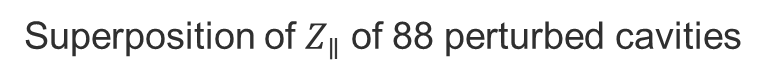 Superposition of Z∥ of 88 perturbed cavities